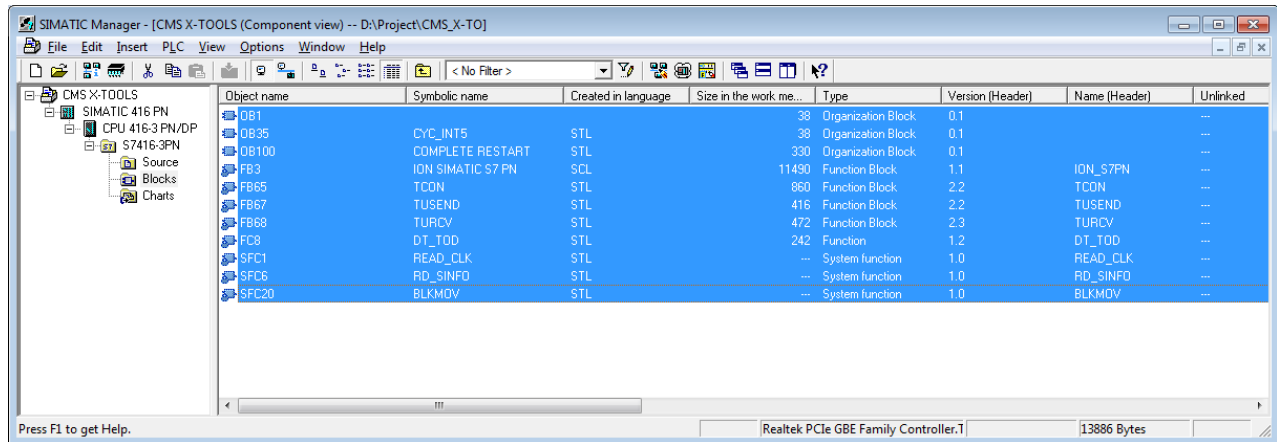 SIMATIC Manager - [CMS X-TOOLS (Component view) -- D:\Project\CMS_X-TO]
File Edit Insert PLC View Options Window Help
< No Filter >
CMS X-TOOLS
SIMATIC 416 PN
CPU 416-3 PN/DP
S7416-3PN
Source
Blocks
Charts
Object name Symbolic name Created in language Size in the work me... Type Version (Header) Name (Header) Unlinked
OB1 38 Organization Block 0.1 ---
OB35 CYC_INT5 STL 38 Organization Block 0.1 ---
OB100 COMPLETE RESTART STL 330 Organization Block 0.1 ---
FB3 ION SIMATIC S7 PN SCL 11490 Function Block 1.1 ION_S7PN ---
FB65 TCON STL 860 Function Block 2.2 TCON ---
FB67 TUSEND STL 416 Function Block 2.2 TUSEND ---
FB68 TURCV STL 472 Function Block 2.3 TURCV ---
FC8 DT_TOD STL 242 Function 1.2 DT_TOD ---
SFC1 READ_CLK STL --- System function 1.0 READ_CLK ---
SFC6 RD_SINFO STL --- System function 1.0 RD_SINFO ---
SFC20 BLKMOV STL --- System function 1.0 BLKMOV ---
Press F1 to get Help. Realtek PCIe GBE Family Controller.T 13886 Bytes